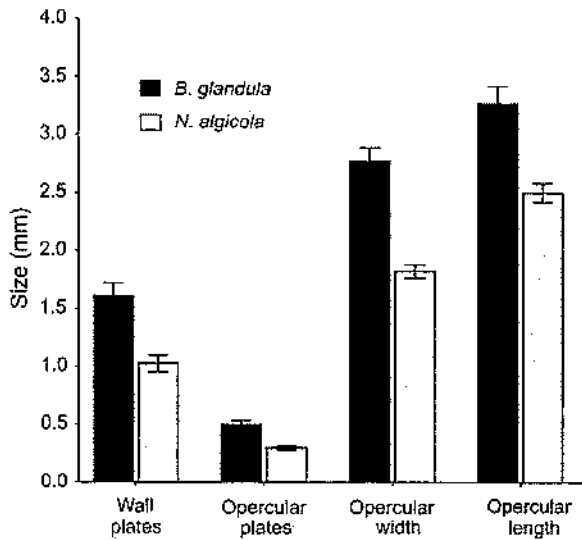 4.0
3.5
3.0
2.5
2.0
1.5
1.0
0.5
0.0
Size (mm)
B. glandula
N. algicola
Wall
plates
Opercular
plates
Opercular
width
Opercular
length